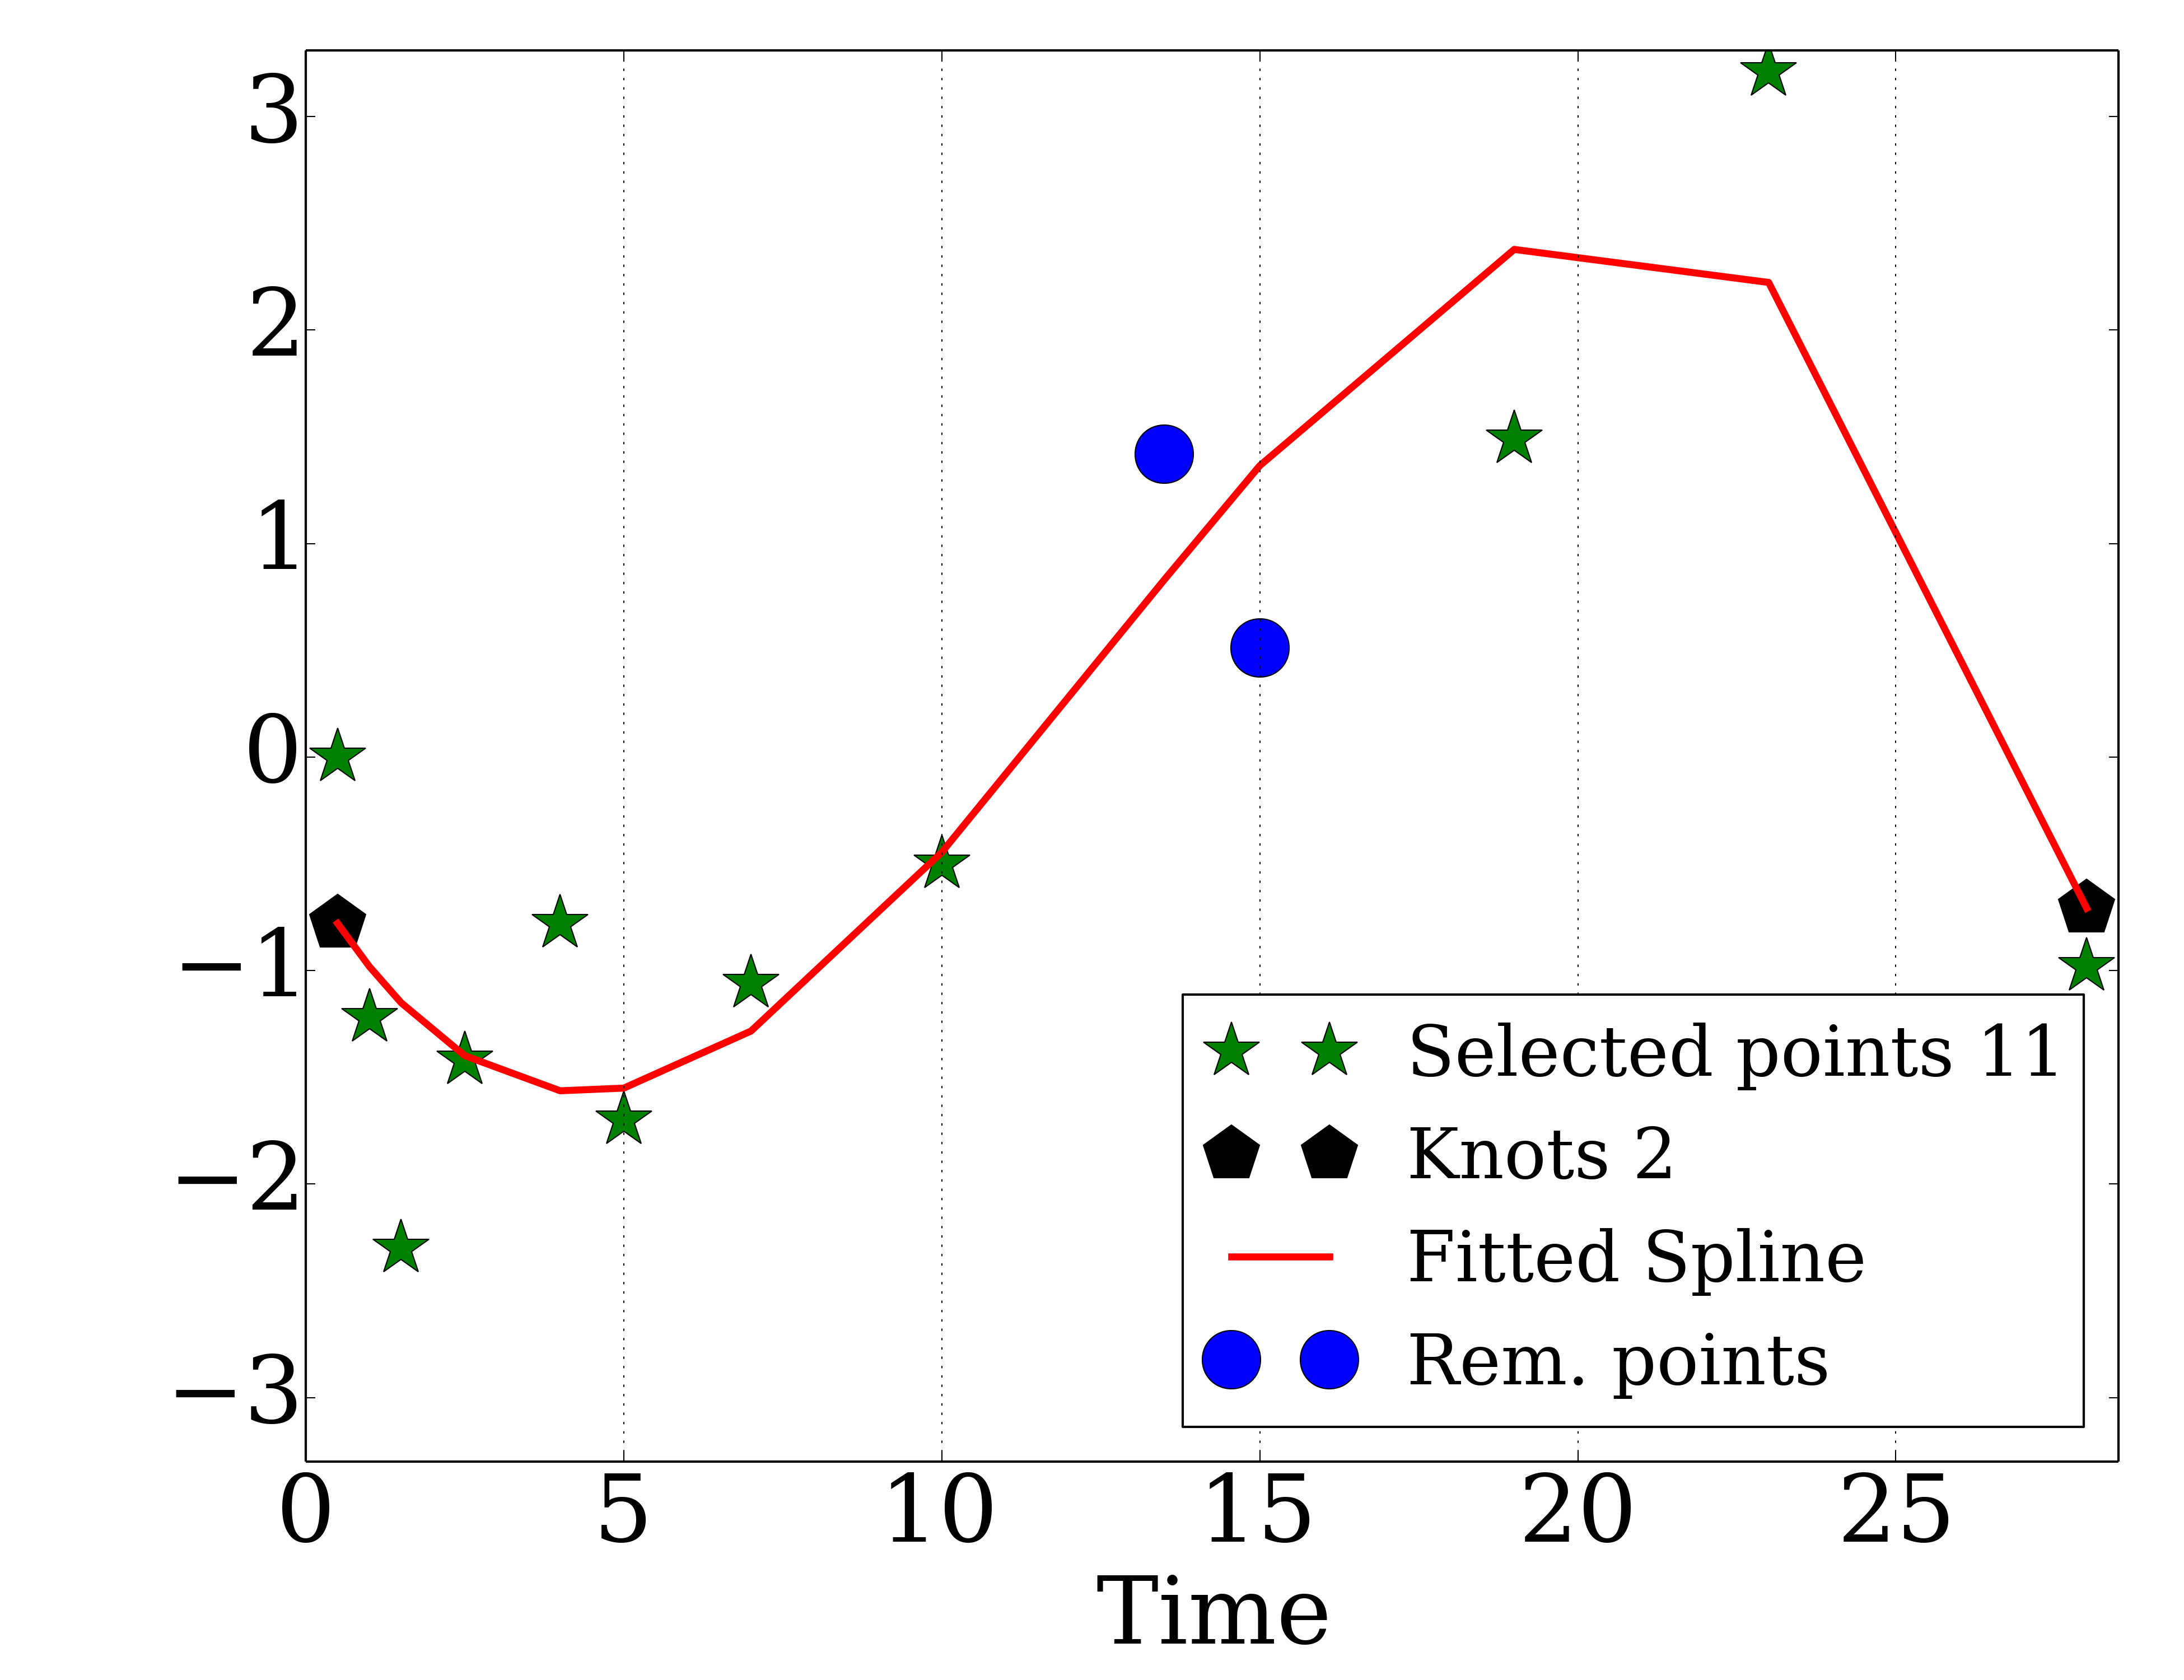 3
2
1
0
−1
−2
−3
Selected points 11
Knots 2
Fitted Spline
Rem. points
0 5 10 15 20 25
Time